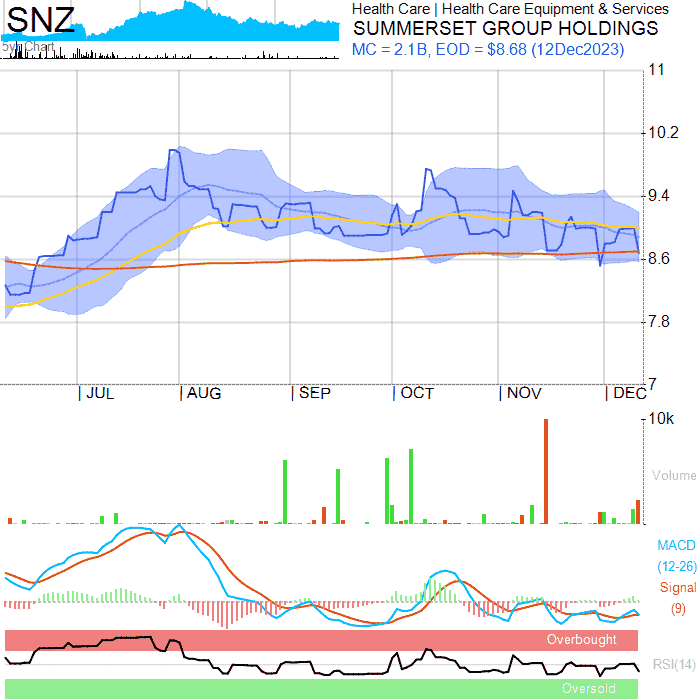 SNZ
5yr Chart
Health Care | Health Care Equipment & Services
SUMMERSET GROUP HOLDINGS
MC = 2.1B, EOD = $8.68 (12Dec2023)
11
10.2
9.4
8.6
7.8
7
| JUL | AUG | SEP | OCT | NOV | DEC
10k
Volume
MACD
(12-26)
Signal
(9)
Overbought
RSI(14)
Oversold